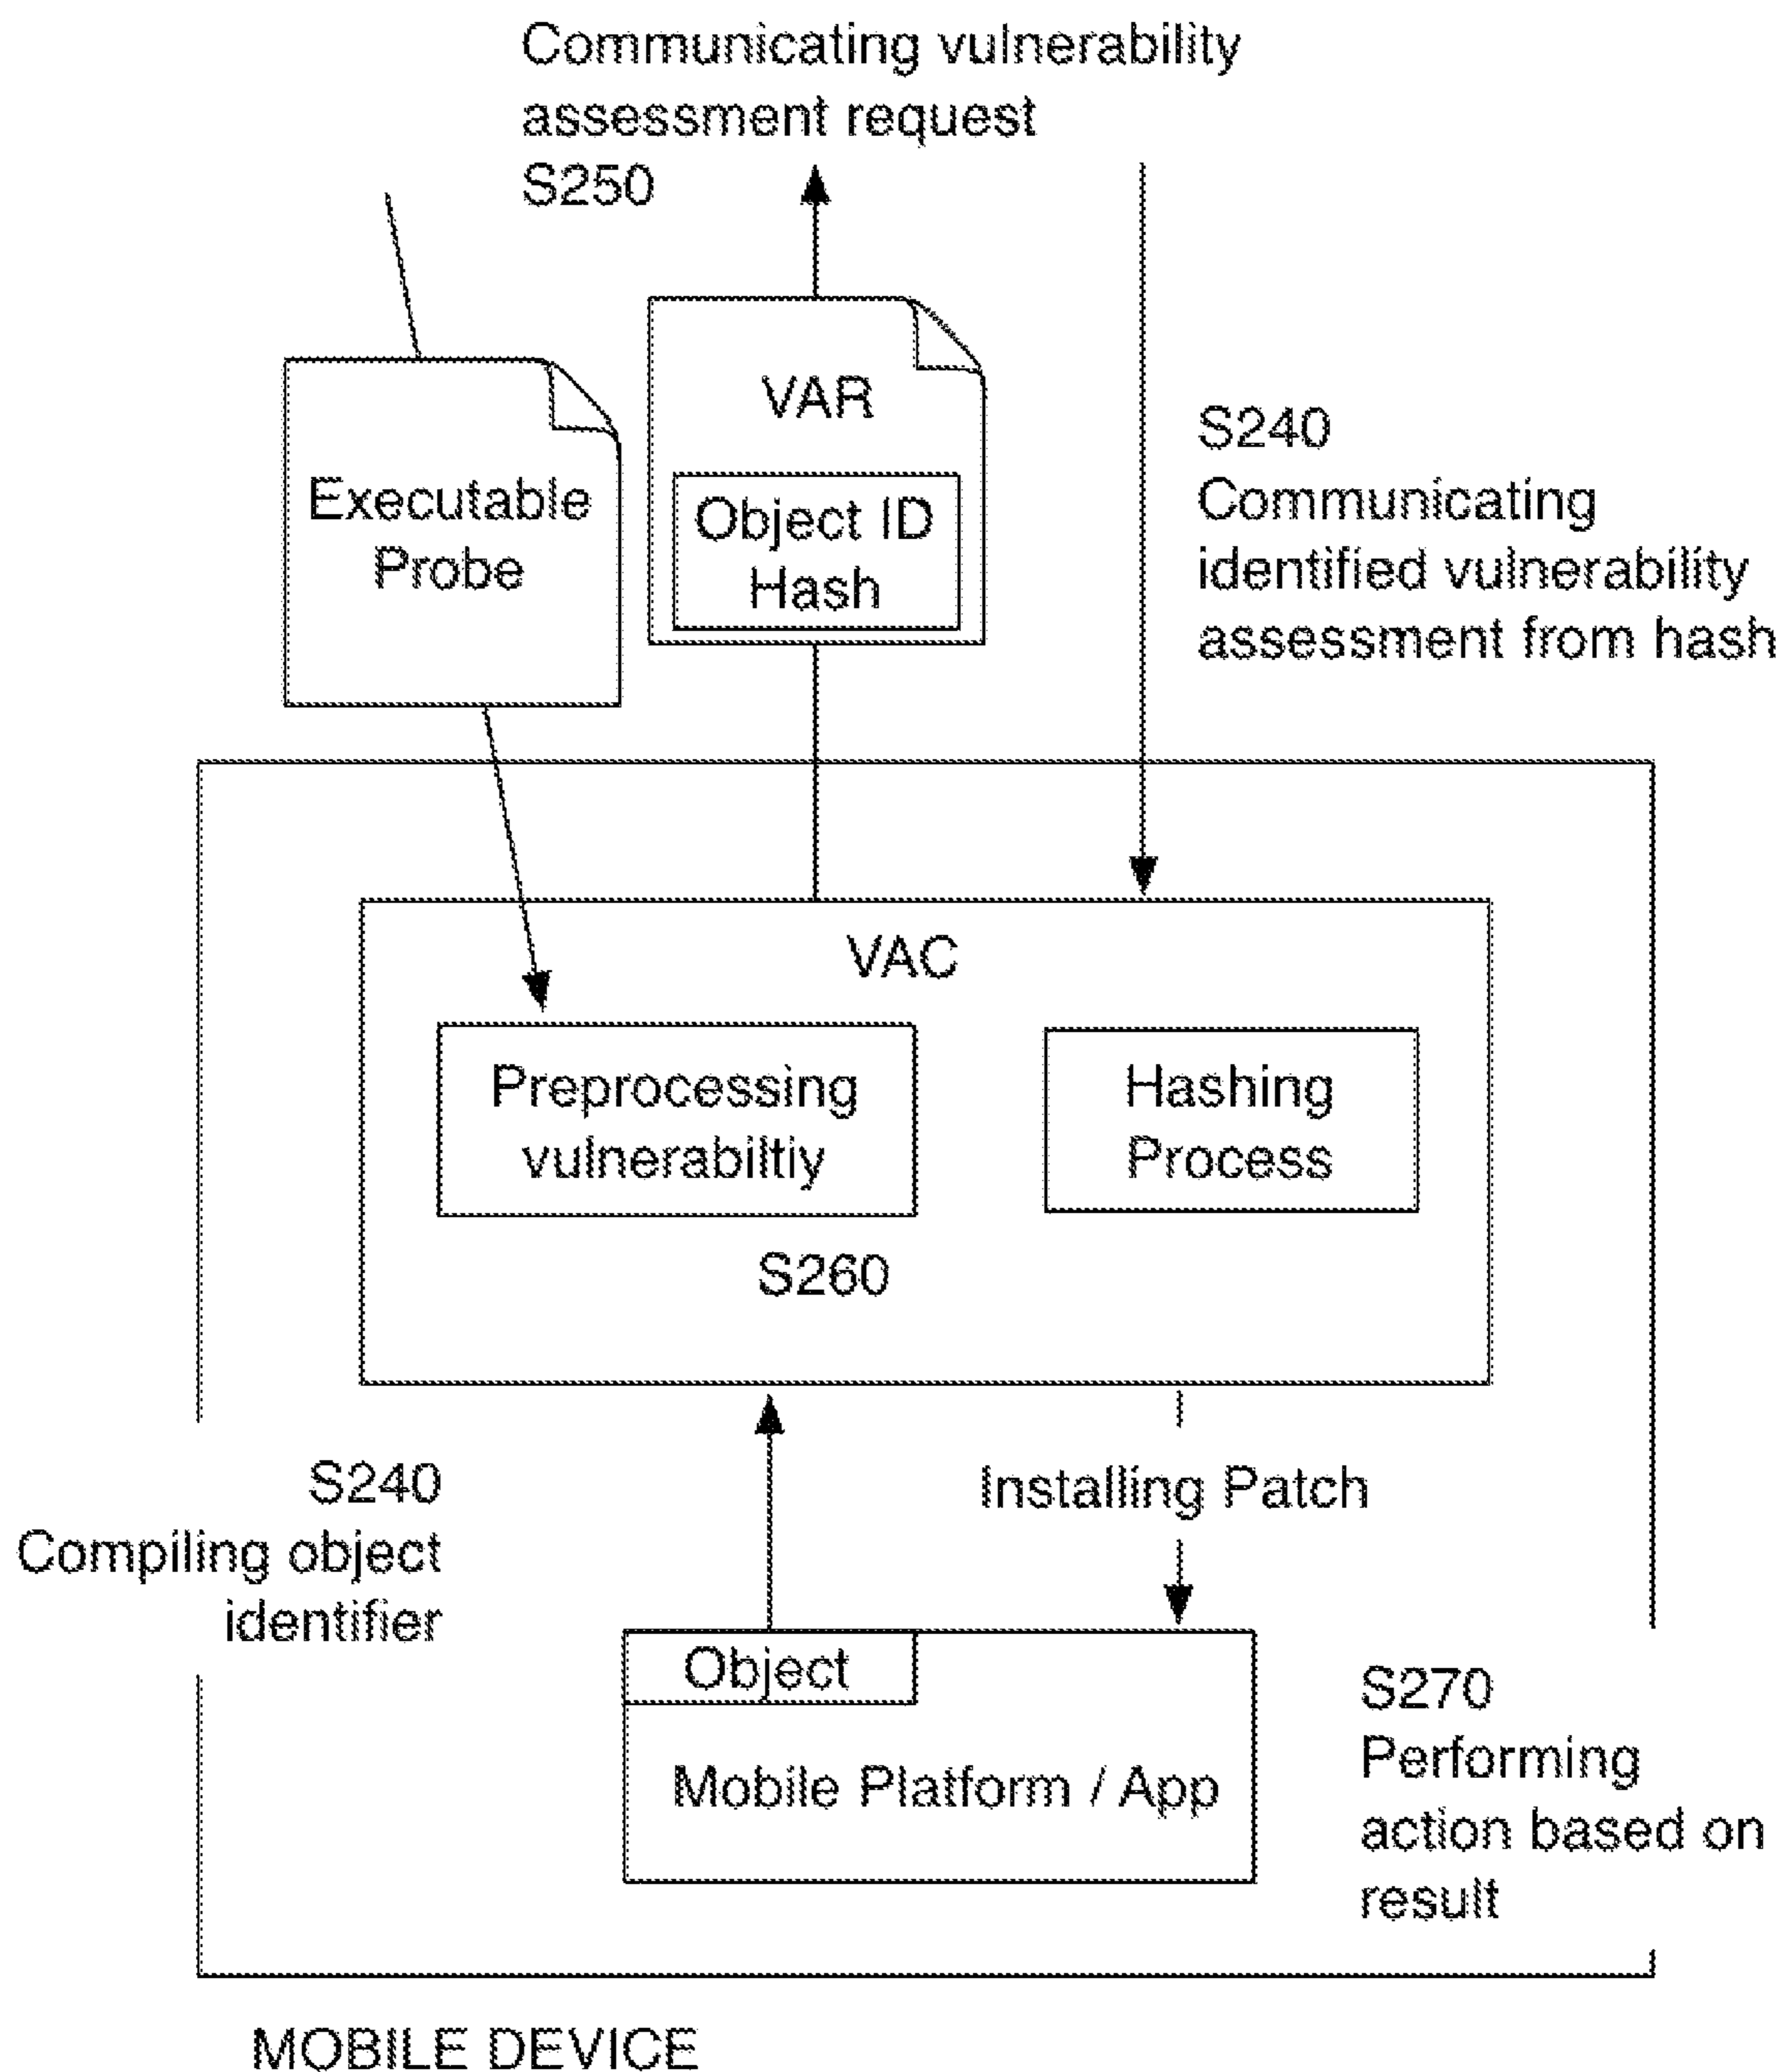 Communicating vulnerability
assessment request
S250
VAR
Object ID
Hash
Executable
Probe
S240
Communicating
identified vulnerability
assessment from hash
VAC
Preprocessing
vulnerabiltiy
Hashing
Process
S260
S240
Compiling object
identifier
Installing Patch
Object
Mobile Platform / App
S270
Performing
action based on
result
MOBILE DEVICE